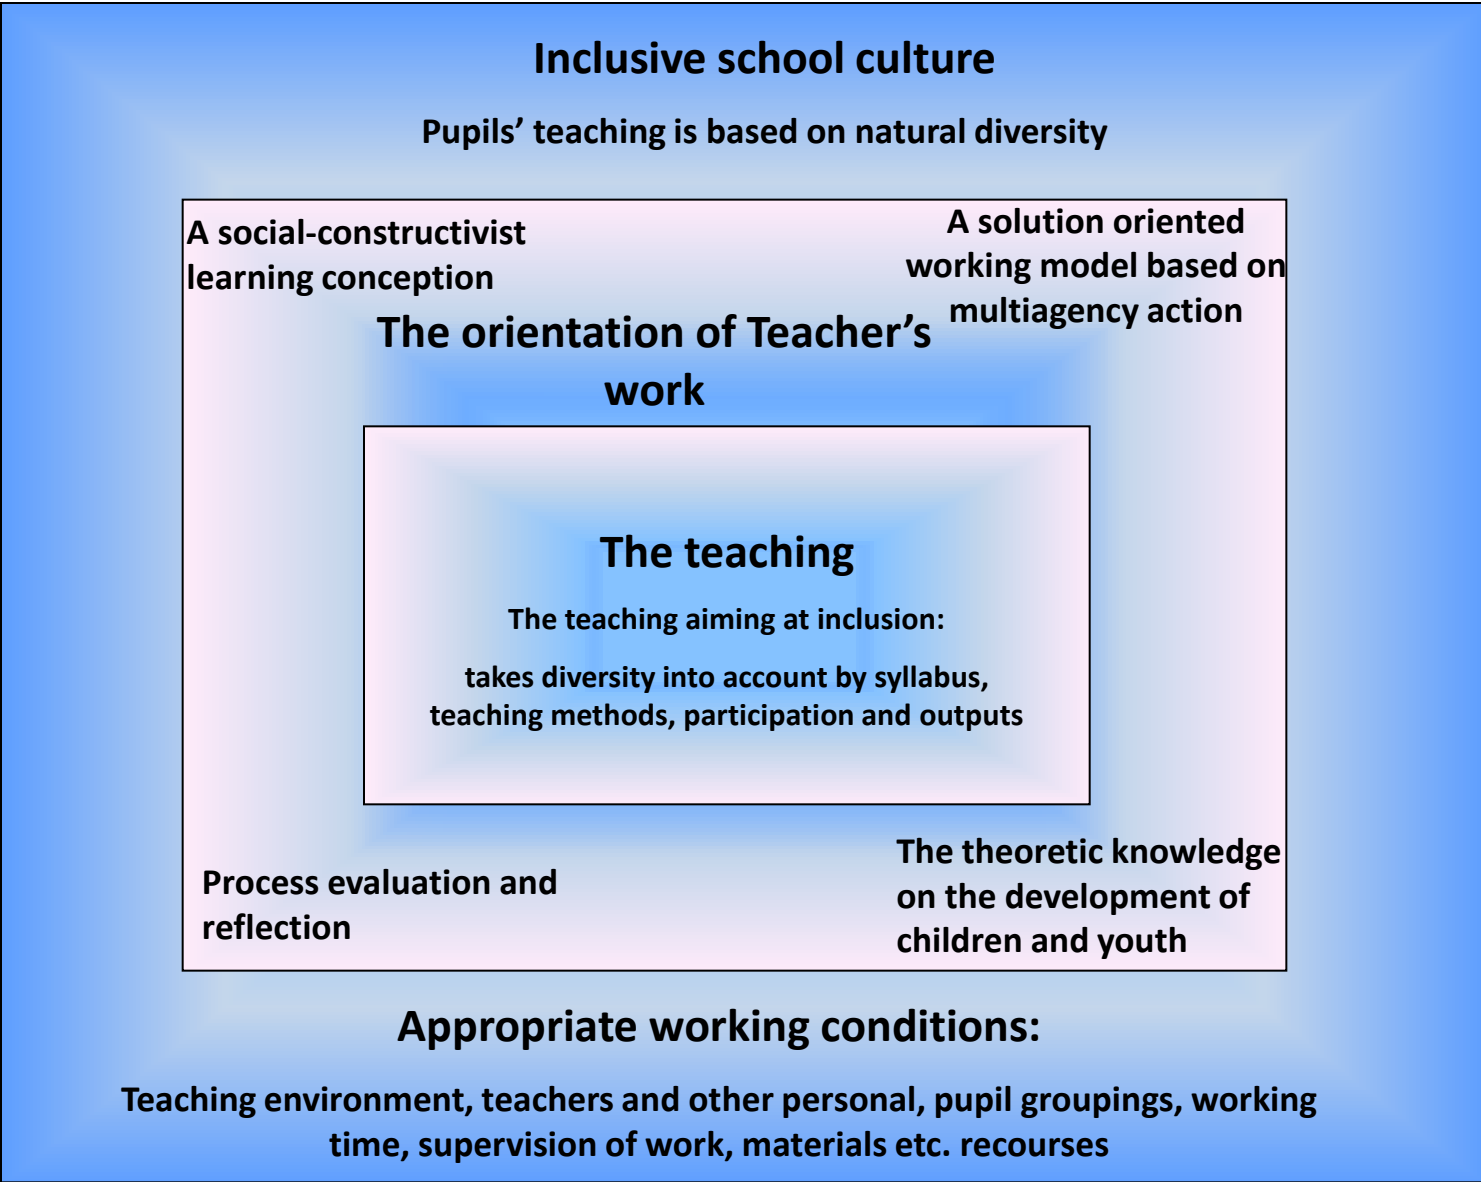 Inclusive school culture
Pupils’ teaching is based on natural diversity
A social-constructivist
learning conception
A solution oriented
working model based on
multiagency action
The orientation of Teacher’s
work
The teaching
The teaching aiming at inclusion:
takes diversity into account by syllabus,
teaching methods, participation and outputs
Process evaluation and
reflection
The theoretic knowledge
on the development of
children and youth
Appropriate working conditions:
Teaching environment, teachers and other personal, pupil groupings, working
time, supervision of work, materials etc. recourses